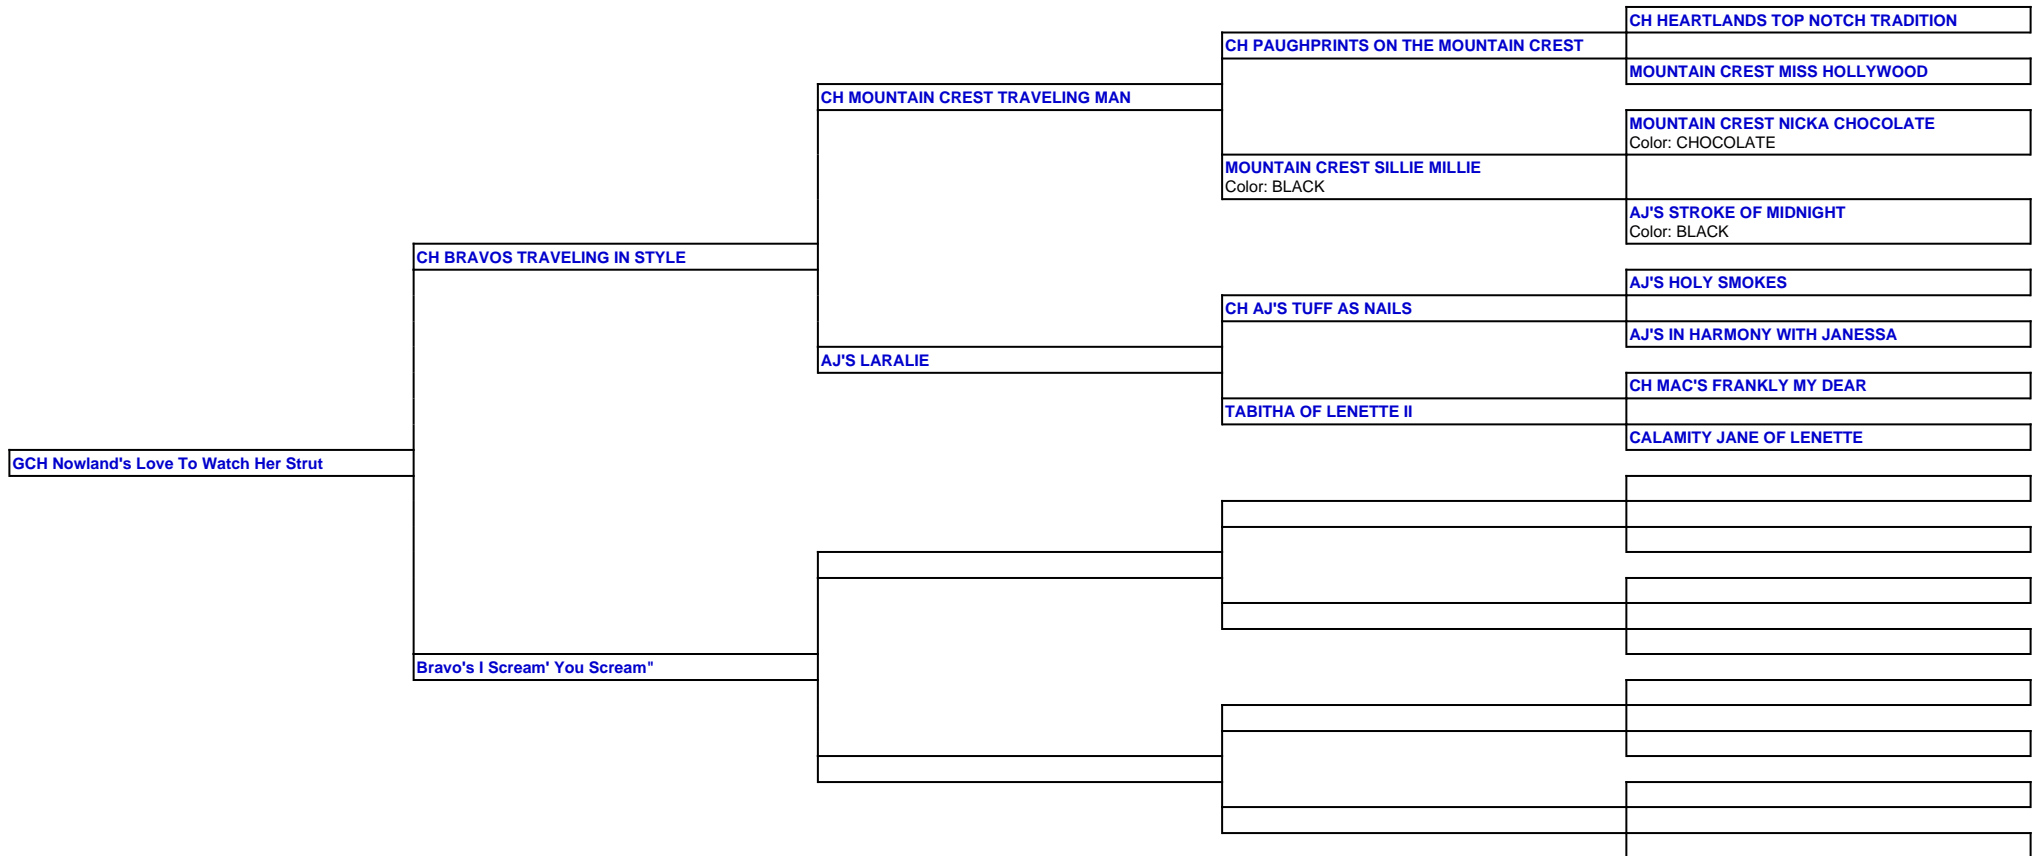 CH HEARTLANDS TOP NOTCH TRADITION
CH PAUGHPRINTS ON THE MOUNTAIN CREST
MOUNTAIN CREST MISS HOLLYWOOD
CH MOUNTAIN CREST TRAVELING MAN
MOUNTAIN CREST NICKA CHOCOLATE
Color: CHOCOLATE
MOUNTAIN CREST SILLIE MILLIE
Color: BLACK
AJ'S STROKE OF MIDNIGHT
Color: BLACK
CH BRAVOS TRAVELING IN STYLE
AJ'S HOLY SMOKES
CH AJ'S TUFF AS NAILS
AJ'S IN HARMONY WITH JANESSA
AJ'S LARALIE
CH MAC'S FRANKLY MY DEAR
TABITHA OF LENETTE II
CALAMITY JANE OF LENETTE
GCH Nowland's Love To Watch Her Strut
Bravo's I Scream' You Scream"